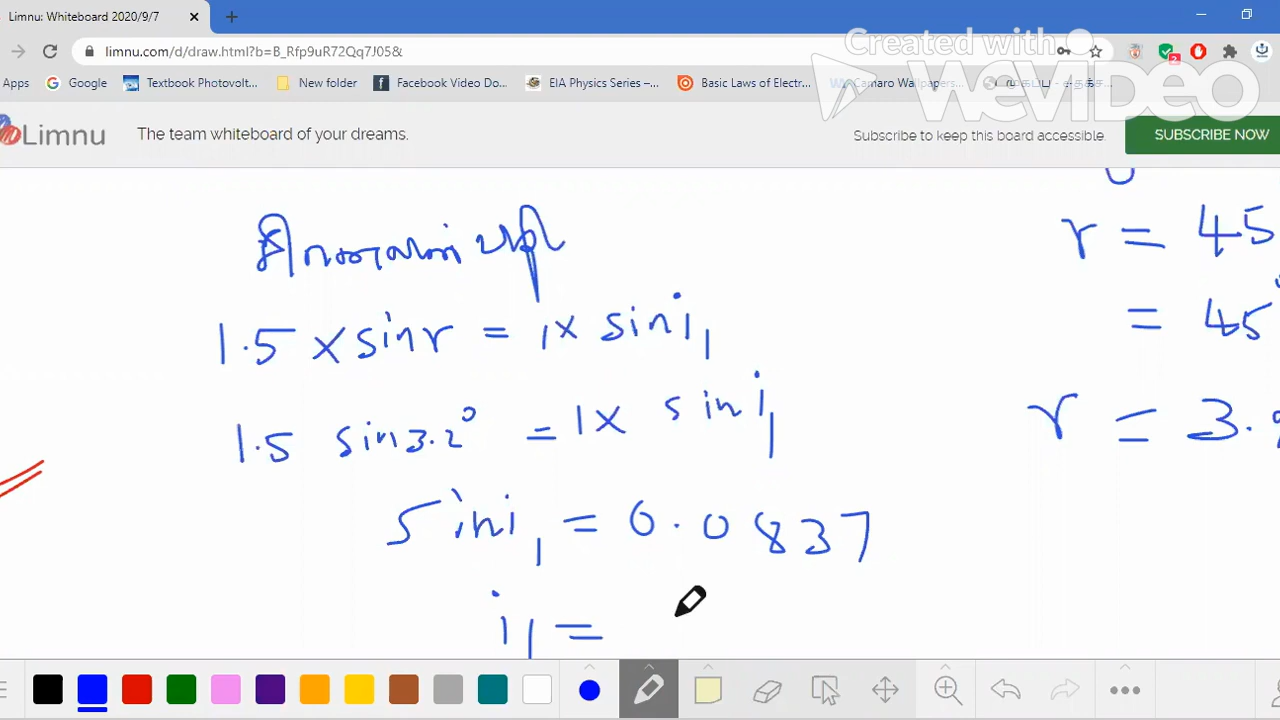 Limnu: Whiteboard 2020/9/7
Created with
WeVideo
limnu.com/d/draw.html?b=B_Rfp9uR72Qq7J05&
Apps Google Textbook Photovolt... New folder Facebook Video Do... EIA Physics Series –... Basic Laws of Electr... Camaro Wallpapers...
Limnu The team whiteboard of your dreams. Subscribe to keep this board accessible. SUBSCRIBE NOW
r = 45
1.5 × sin r = 1× sin i₁
= 45°
1.5 sin 3.2° = 1× sin i₁
r = 3.
sin i₁ = 0.0837
i₁ =